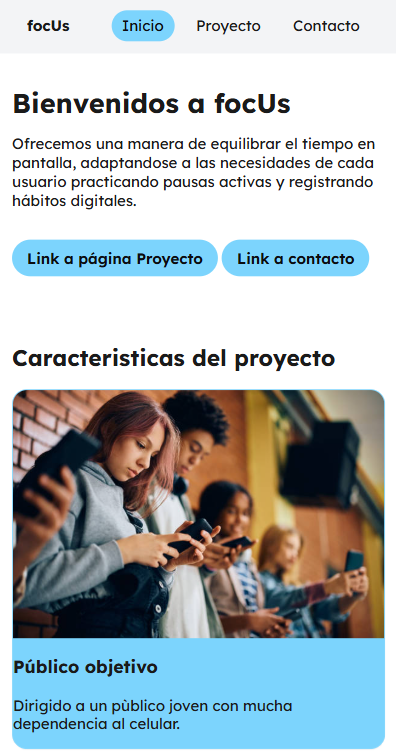 focUs Inicio Proyecto Contacto
Bienvenidos a focUs
Ofrecemos una manera de equilibrar el tiempo en
pantalla, adaptandose a las necesidades de cada
usuario practicando pausas activas y registrando
hábitos digitales.
Link a página Proyecto Link a contacto
Caracteristicas del proyecto
Público objetivo
Dirigido a un pùblico joven con mucha
dependencia al celular.